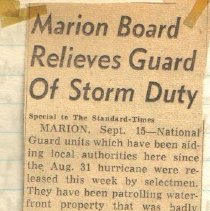 Marion Board
Relieves Guard
Of Storm Duty
Special to The Standard-Times
MARION, Sept. 15—National
Guard units which have been aid-
ing local authorities here since
the Aug. 31 hurricane were re-
leased this week by selectmen.
They have been patrolling water-
front property that was badly